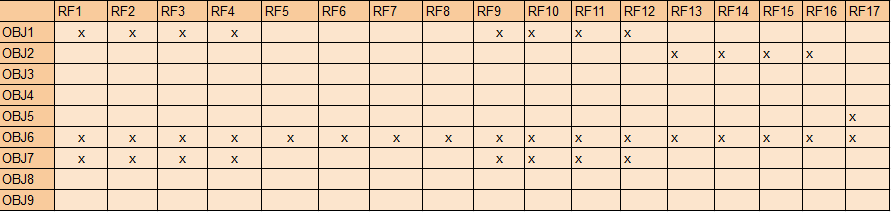 RF1 RF2 RF3 RF4 RF5 RF6 RF7 RF8 RF9 RF10 RF11 RF12 RF13 RF14 RF15 RF16 RF17
OBJ1 x x x x x x x x
OBJ2 x x x x
OBJ3
OBJ4
OBJ5 x
OBJ6 x x x x x x x x x x x x x x x x x
OBJ7 x x x x x x x x
OBJ8
OBJ9